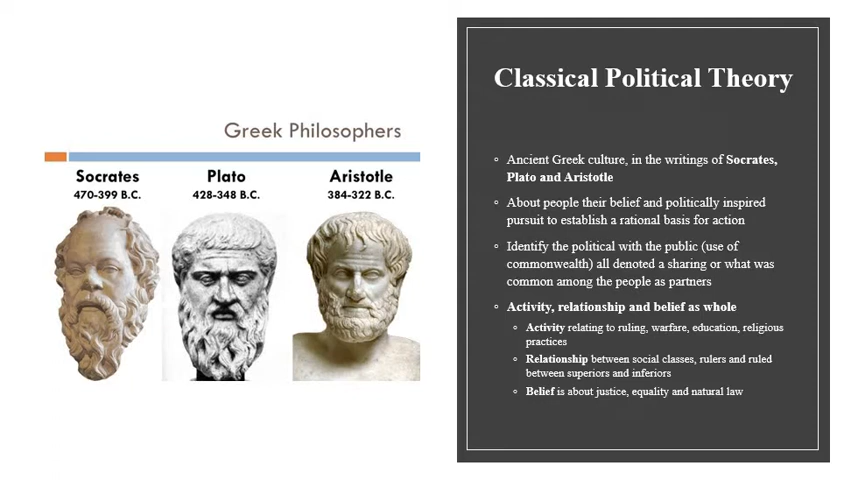 Greek Philosophers
Socrates
470-399 B.C.
Plato
428-348 B.C.
Aristotle
384-322 B.C.
Classical Political Theory
Ancient Greek culture, in the writings of Socrates,
Plato and Aristotle
About people their belief and politically inspired
pursuit to establish a rational basis for action
Identify the political with the public (use of
commonwealth) all denoted a sharing or what was
common among the people as partners
Activity, relationship and belief as whole
Activity relating to ruling, warfare, education, religious
practices
Relationship between social classes, rulers and ruled
between superiors and inferiors
Belief is about justice, equality and natural law